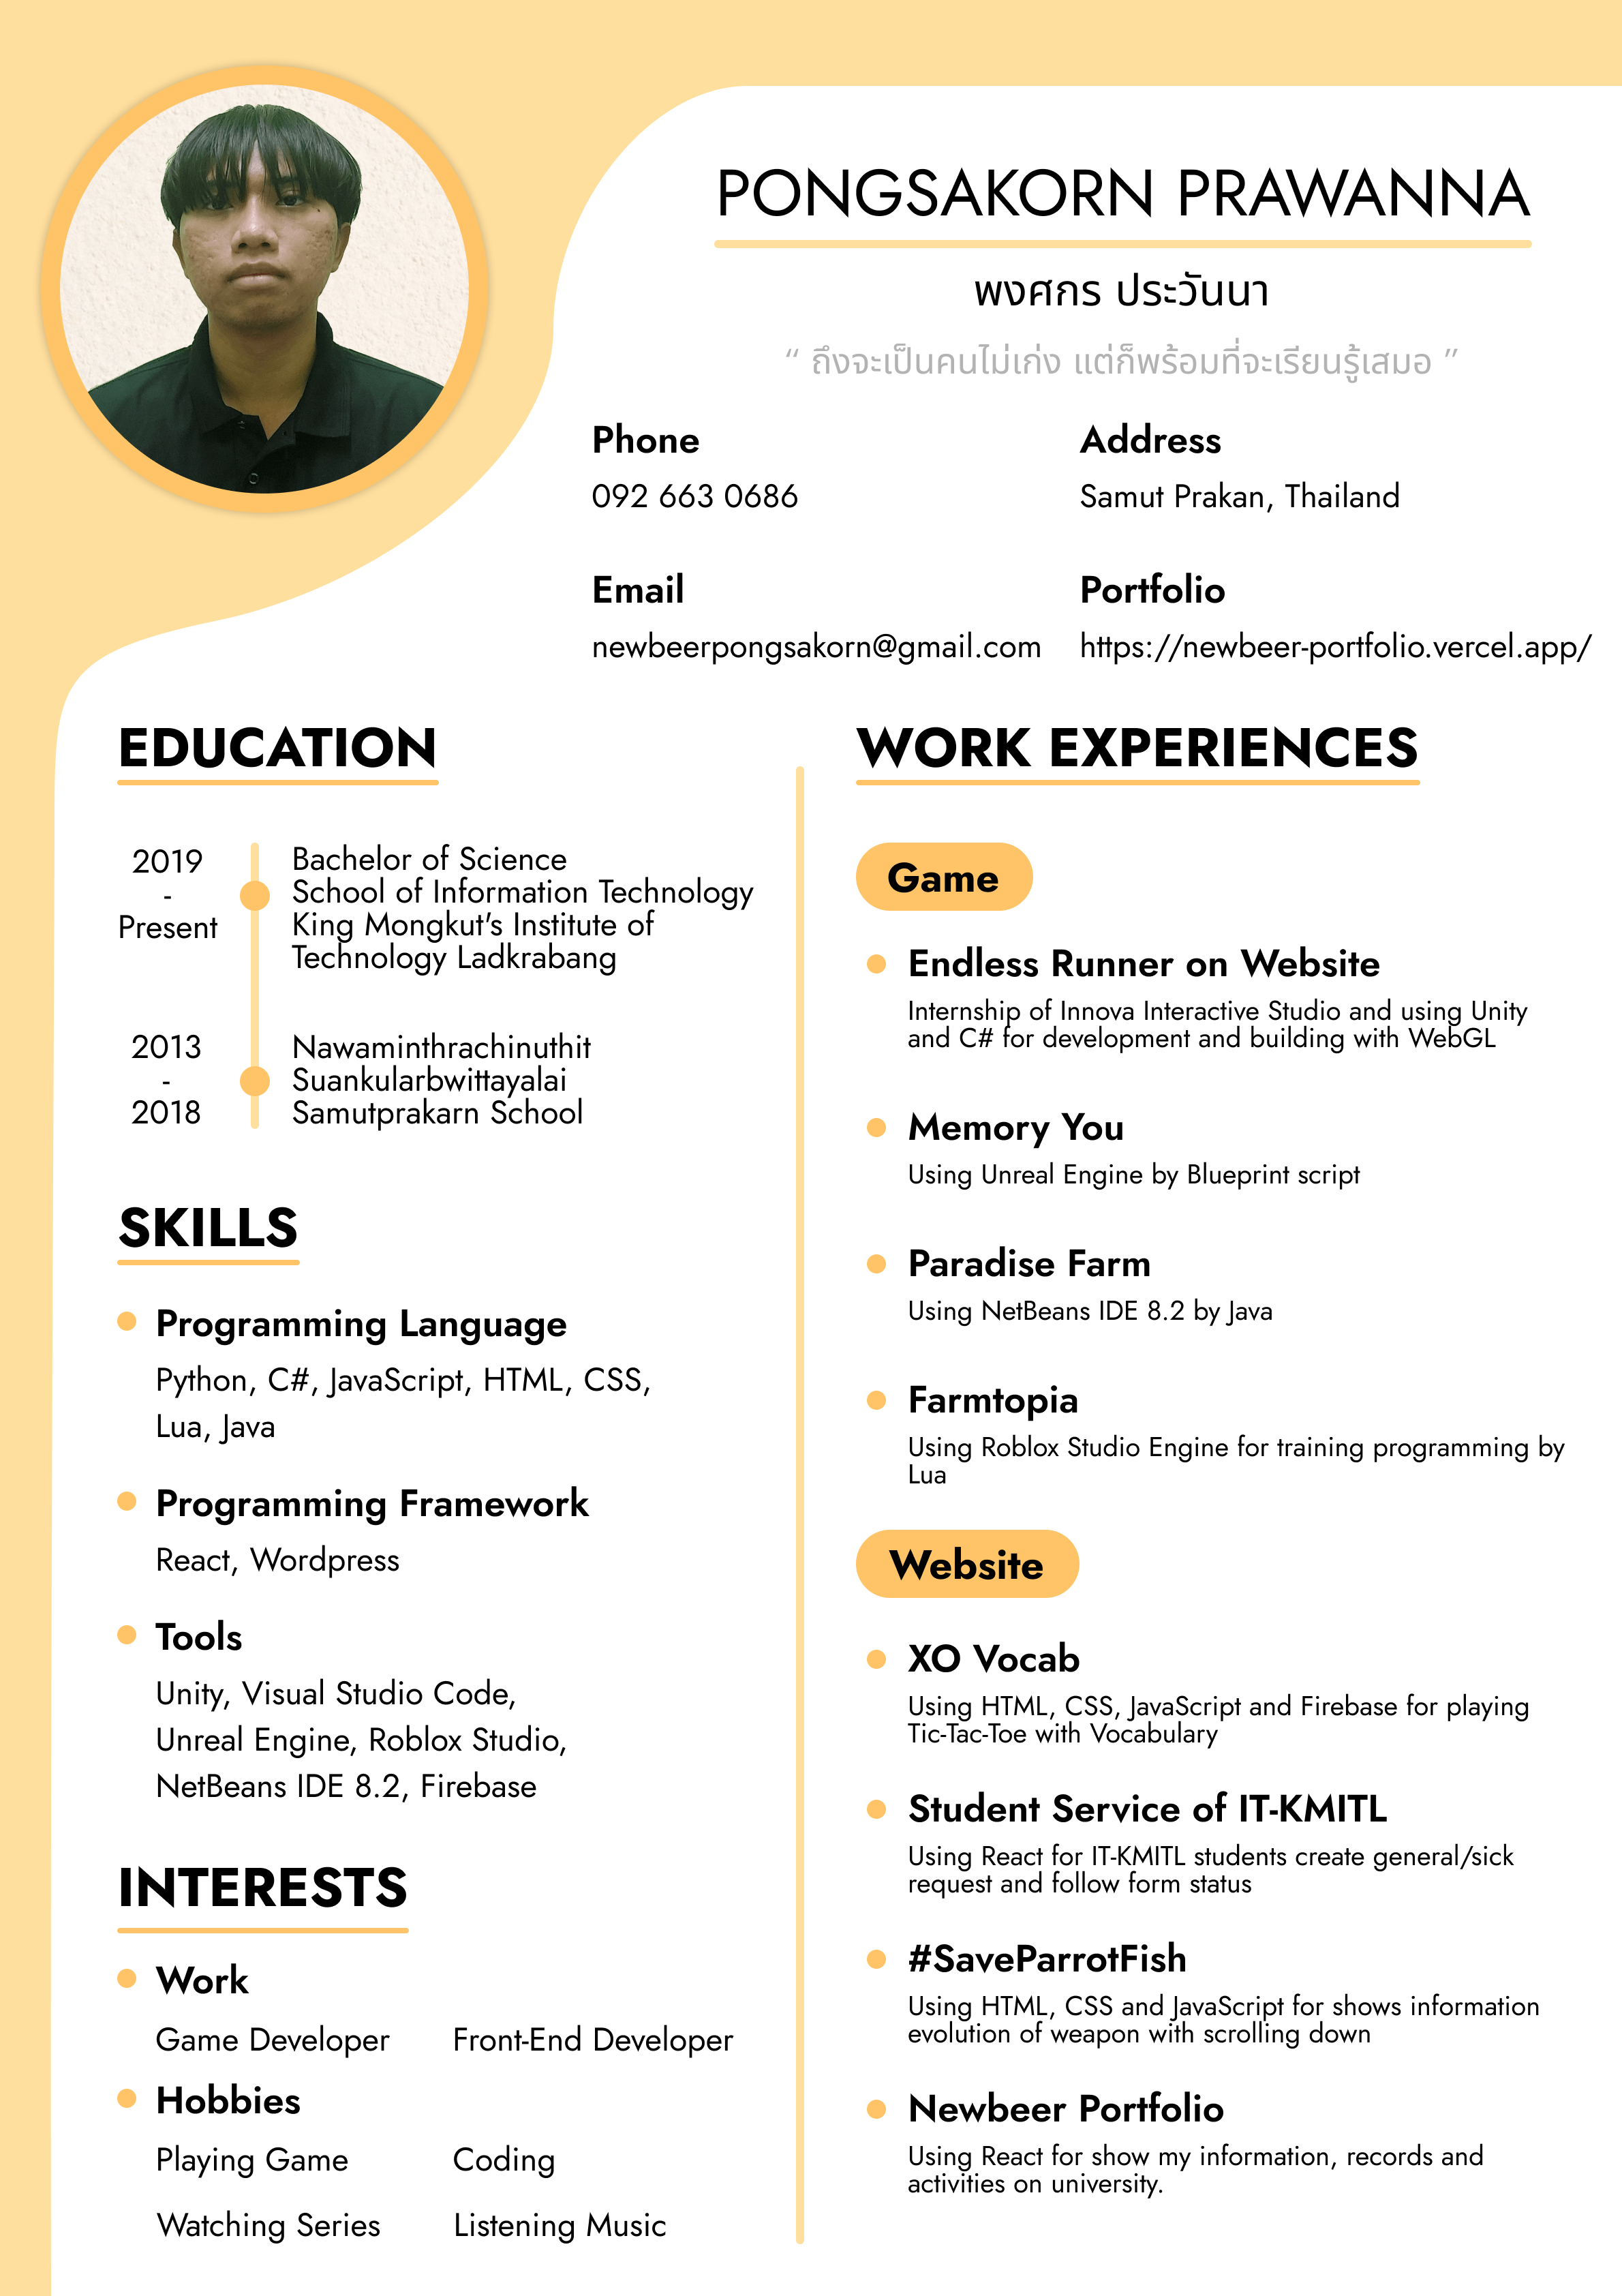 PONGSAKORN PRAWANNA
พงศกร ประวันนา
“ ถึงจะเป็นคนไม่เก่ง แต่ก็พร้อมที่จะเรียนรู้เสมอ ”
Phone
092 663 0686
Address
Samut Prakan, Thailand
Email
newbeerpongsakorn@gmail.com
Portfolio
https://newbeer-portfolio.vercel.app/
EDUCATION
2019
-
Present
Bachelor of Science
School of Information Technology
King Mongkut's Institute of
Technology Ladkrabang
2013
-
2018
Nawaminthrachinuthit
Suankularbwittayalai
Samutprakarn School
SKILLS
Programming Language
Python, C#, JavaScript, HTML, CSS,
Lua, Java
Programming Framework
React, Wordpress
Tools
Unity, Visual Studio Code,
Unreal Engine, Roblox Studio,
NetBeans IDE 8.2, Firebase
INTERESTS
Work
Game Developer
Front-End Developer
Hobbies
Playing Game
Coding
Watching Series
Listening Music
WORK EXPERIENCES
Game
Endless Runner on Website
Internship of Innova Interactive Studio and using Unity
and C# for development and building with WebGL
Memory You
Using Unreal Engine by Blueprint script
Paradise Farm
Using NetBeans IDE 8.2 by Java
Farmtopia
Using Roblox Studio Engine for training programming by
Lua
Website
XO Vocab
Using HTML, CSS, JavaScript and Firebase for playing
Tic-Tac-Toe with Vocabulary
Student Service of IT-KMITL
Using React for IT-KMITL students create general/sick
request and follow form status
#SaveParrotFish
Using HTML, CSS and JavaScript for shows information
evolution of weapon with scrolling down
Newbeer Portfolio
Using React for show my information, records and
activities on university.